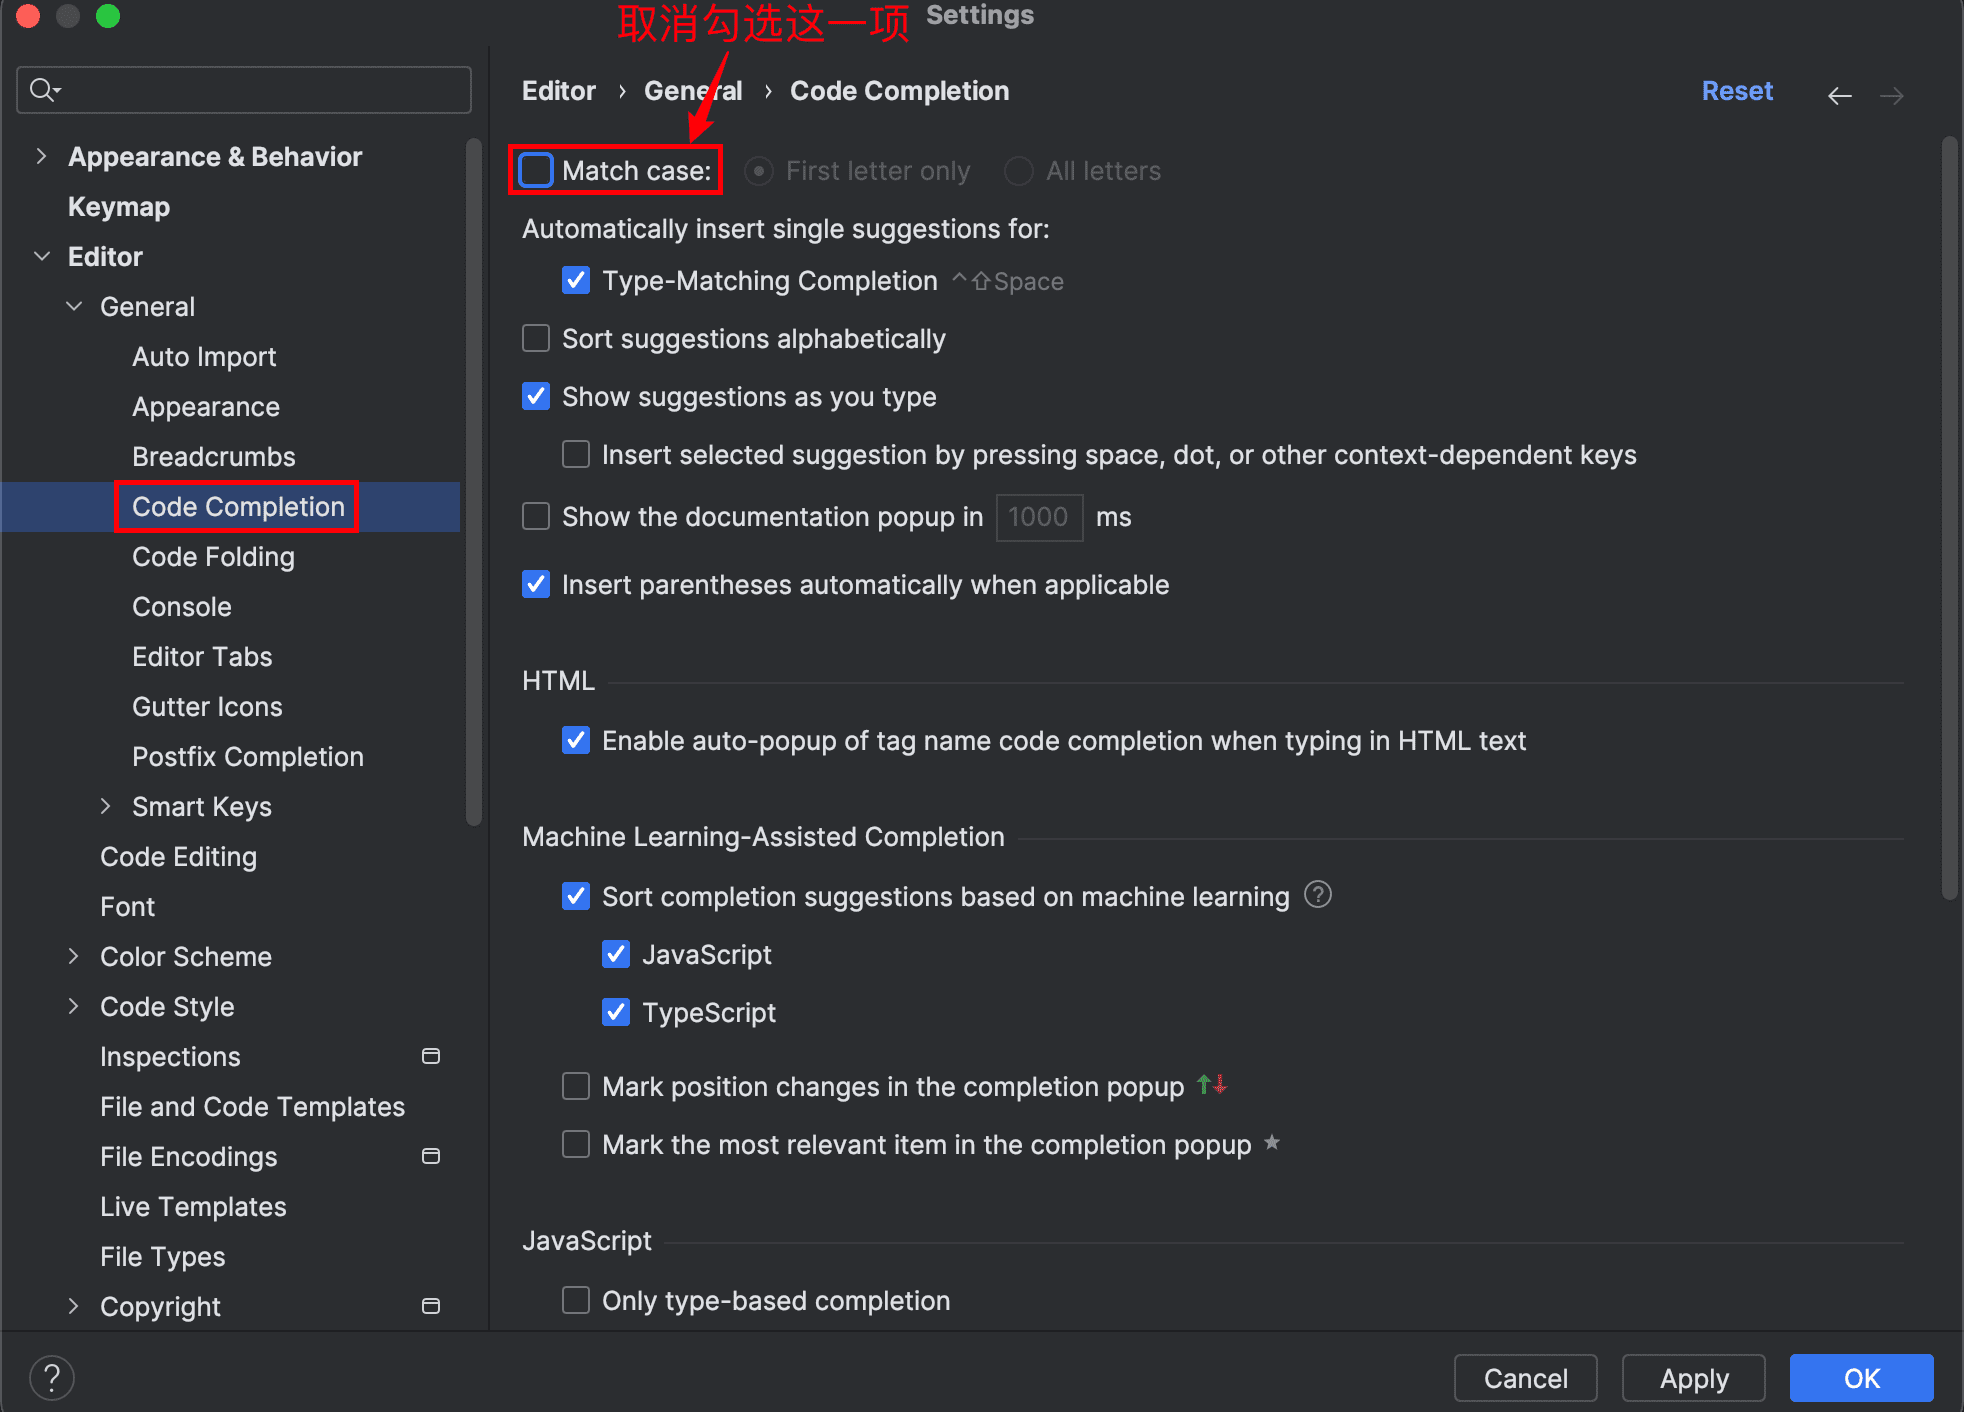 取消勾选这一项
Settings
Editor › General › Code Completion
Reset
Appearance & Behavior
Keymap
Editor
General
Auto Import
Appearance
Breadcrumbs
Code Completion
Code Folding
Console
Editor Tabs
Gutter Icons
Postfix Completion
Smart Keys
Code Editing
Font
Color Scheme
Code Style
Inspections
File and Code Templates
File Encodings
Live Templates
File Types
Copyright
Match case: First letter only All letters
Automatically insert single suggestions for:
Type-Matching Completion ^⇧Space
Sort suggestions alphabetically
Show suggestions as you type
Insert selected suggestion by pressing space, dot, or other context-dependent keys
Show the documentation popup in 1000 ms
Insert parentheses automatically when applicable
HTML
Enable auto-popup of tag name code completion when typing in HTML text
Machine Learning-Assisted Completion
Sort completion suggestions based on machine learning ?
JavaScript
TypeScript
Mark position changes in the completion popup
Mark the most relevant item in the completion popup
JavaScript
Only type-based completion
?
Cancel
Apply
OK